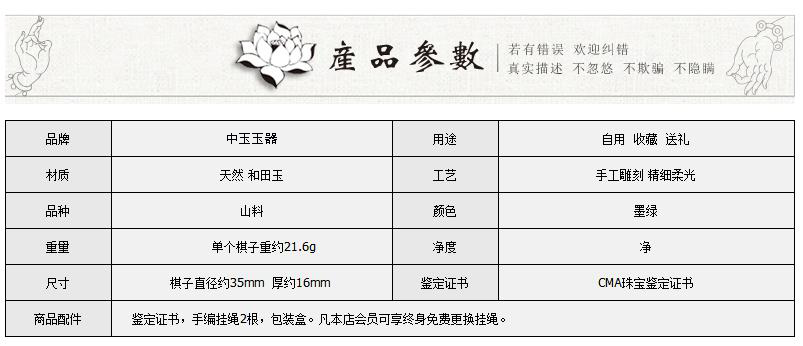 産品參數
若有错误 欢迎纠错
真实描述 不忽悠 不欺骗 不隐瞒
品牌 中玉玉器 用途 自用 收藏 送礼
材质 天然 和田玉 工艺 手工雕刻 精细柔光
品种 山料 颜色 墨绿
重量 单个棋子重约21.6g 净度 净
尺寸 棋子直径约35mm 厚约16mm 鉴定证书 CMA珠宝鉴定证书
商品配件 鉴定证书，手编挂绳2根，包装盒。凡本店会员可享终身免费更换挂绳。